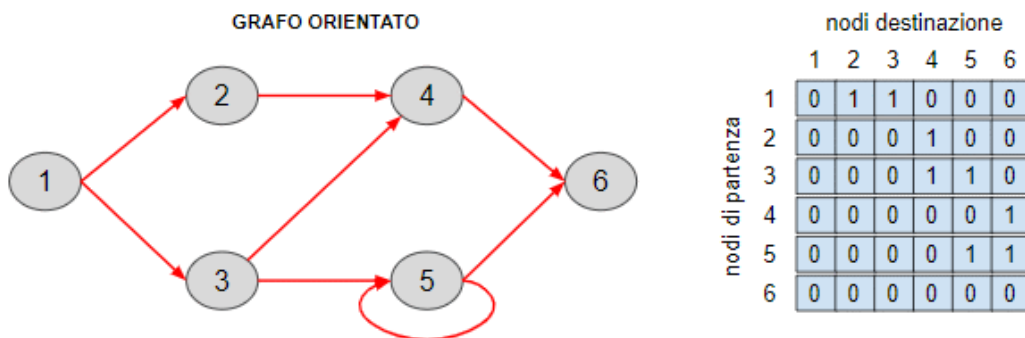 GRAFO ORIENTATO
1
2
3
4
5
6
nodi destinazione
1 2 3 4 5 6
nodi di partenza
1 0 1 1 0 0 0
2 0 0 0 1 0 0
3 0 0 0 1 1 0
4 0 0 0 0 0 1
5 0 0 0 0 1 1
6 0 0 0 0 0 0